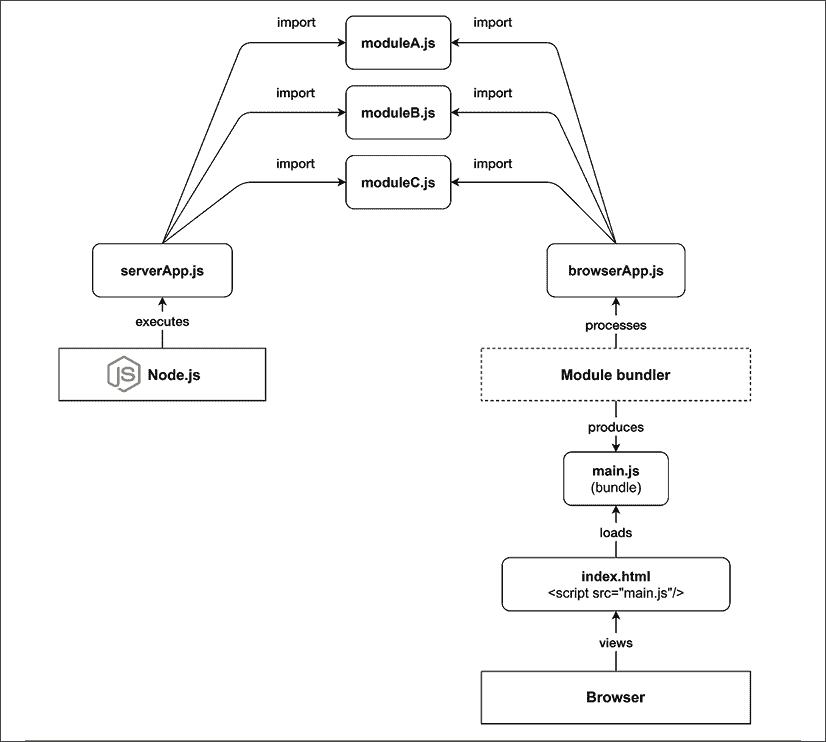 import
moduleA.js
import
import
moduleB.js
import
import
moduleC.js
import
serverApp.js
browserApp.js
executes
processes
JS Node.js
Module bundler
produces
main.js
(bundle)
loads
index.html
<script src="main.js"/>
views
Browser